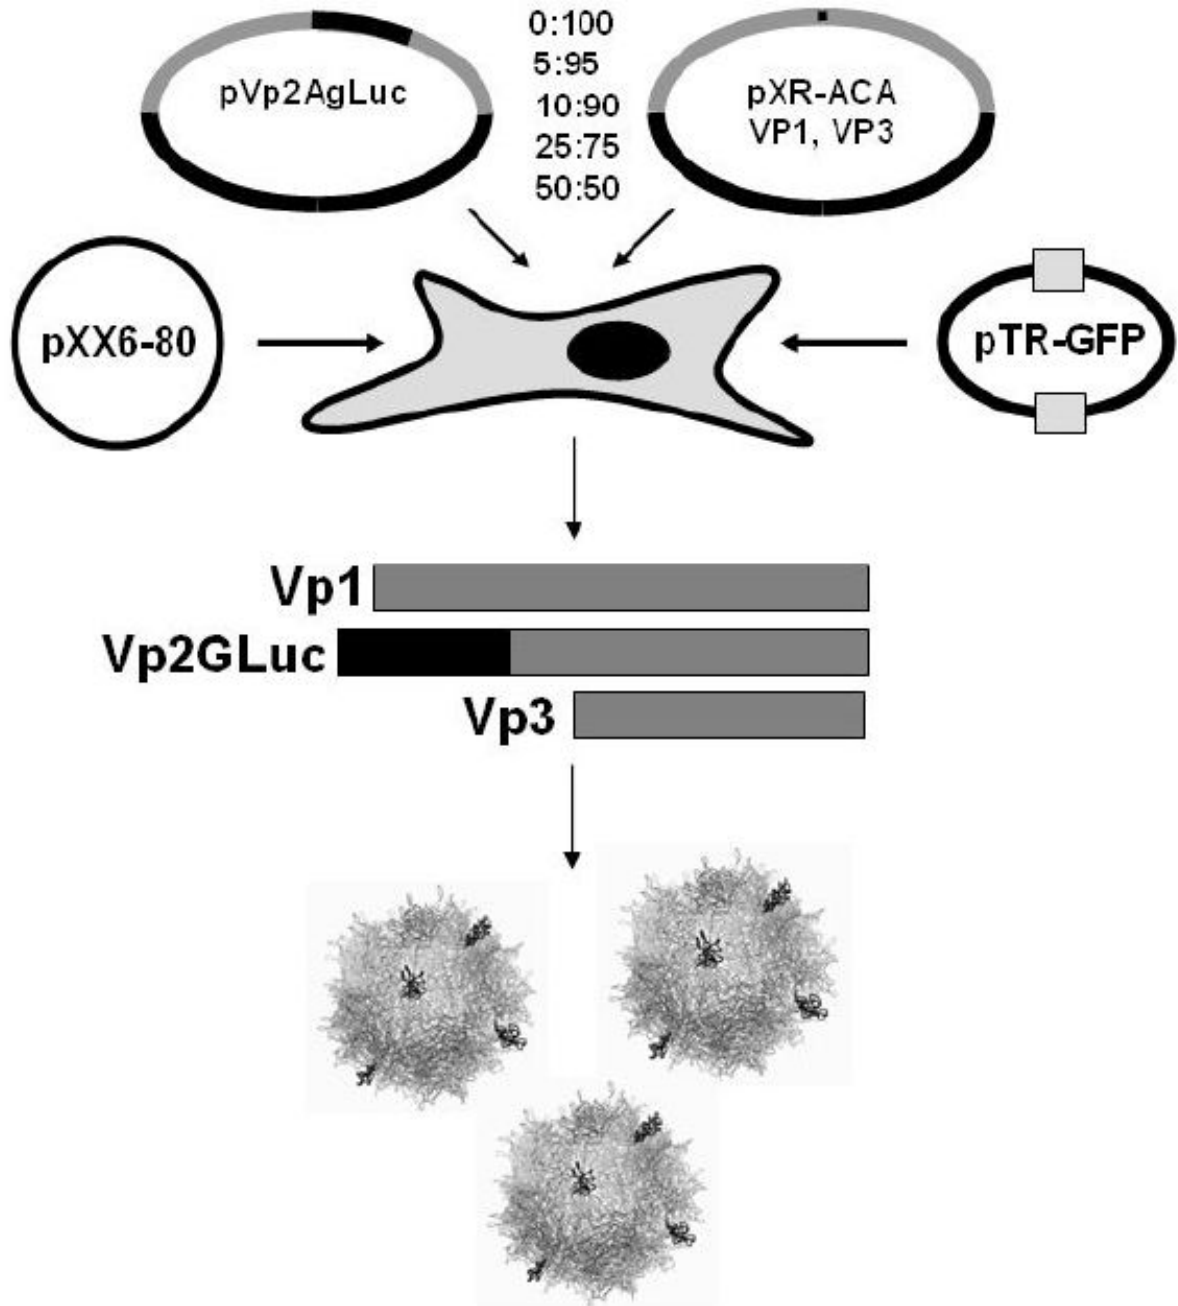 pVp2AgLuc
0:100
5:95
10:90
25:75
50:50
pXR-ACA
VP1, VP3
pXX6-80
pTR-GFP
Vp1
Vp2GLuc
Vp3